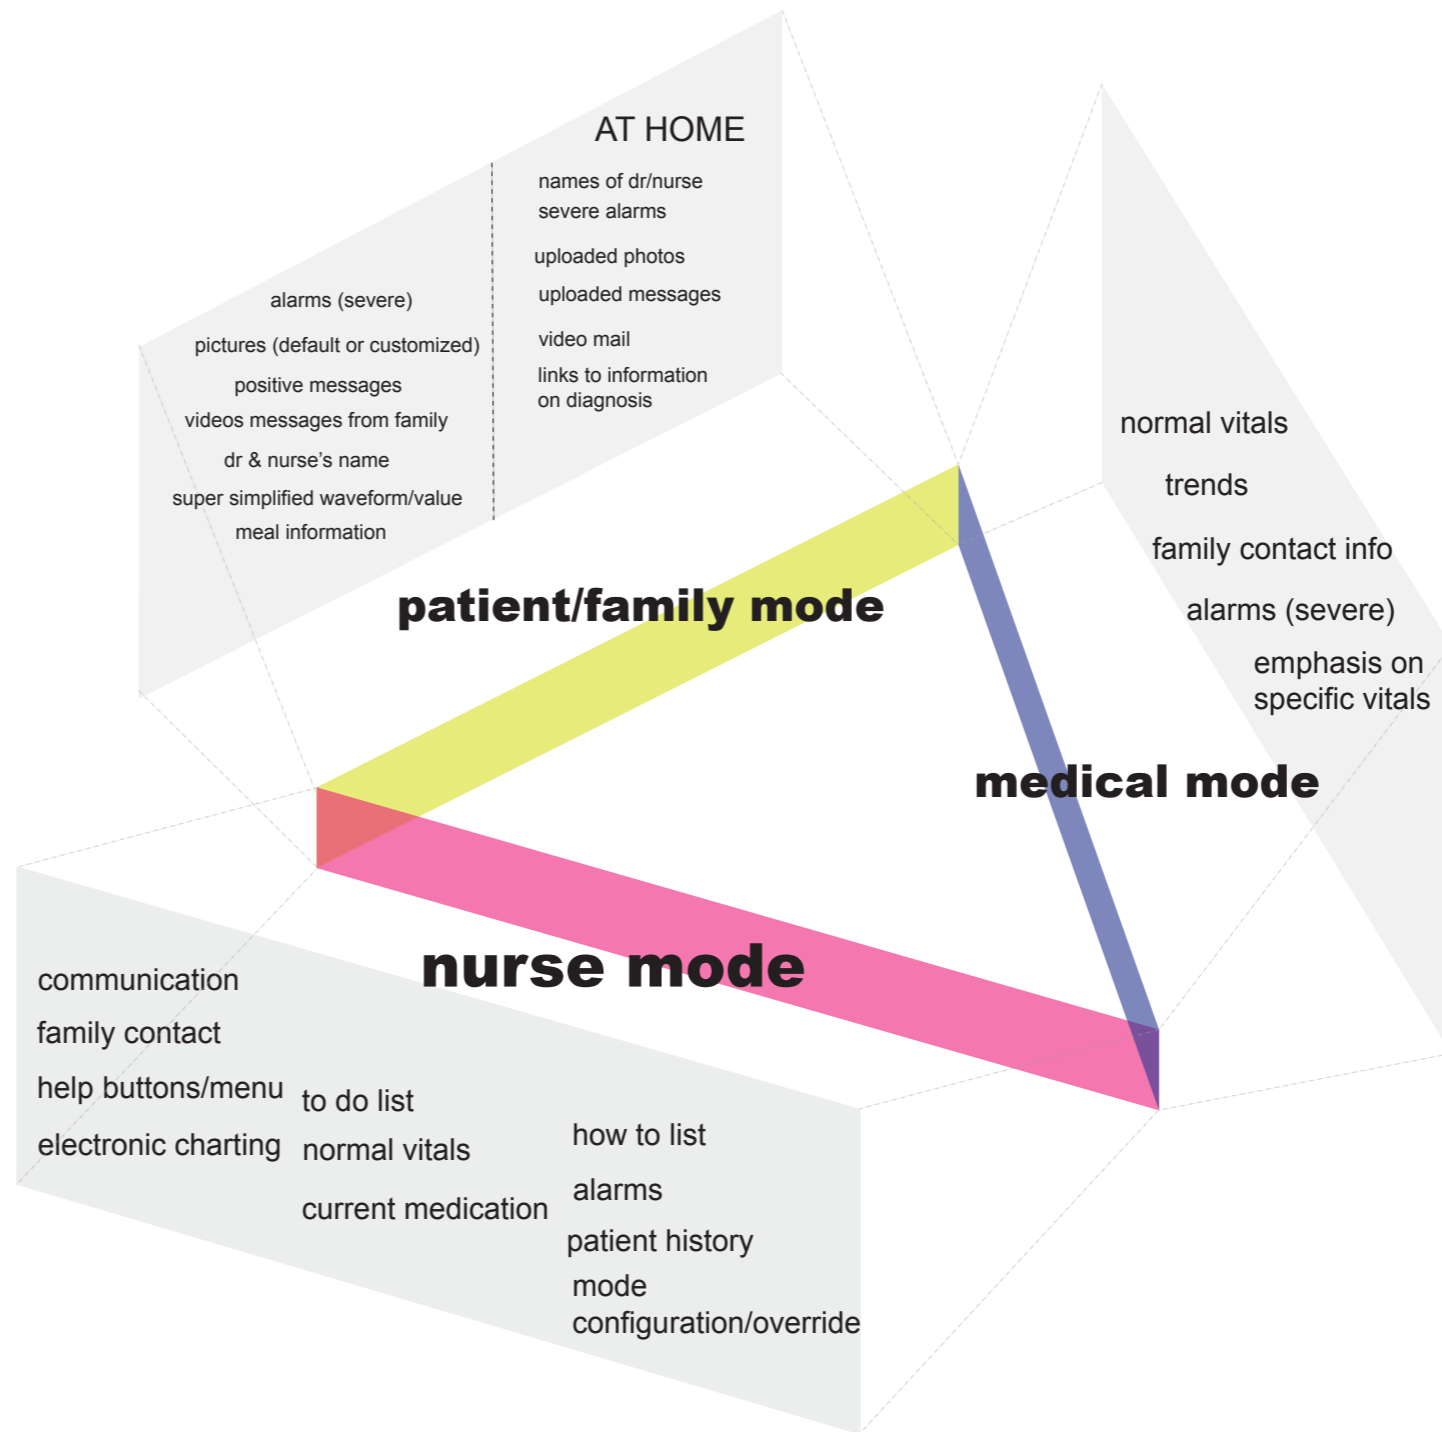 AT HOME
names of dr/nurse
severe alarms
uploaded photos
uploaded messages
video mail
links to information
on diagnosis
alarms (severe)
pictures (default or customized)
positive messages
videos messages from family
dr & nurse's name
super simplified waveform/value
meal information
patient/family mode
normal vitals
trends
family contact info
alarms (severe)
emphasis on
specific vitals
medical mode
nurse mode
communication
family contact
help buttons/menu
electronic charting
to do list
normal vitals
current medication
how to list
alarms
patient history
mode
configuration/override